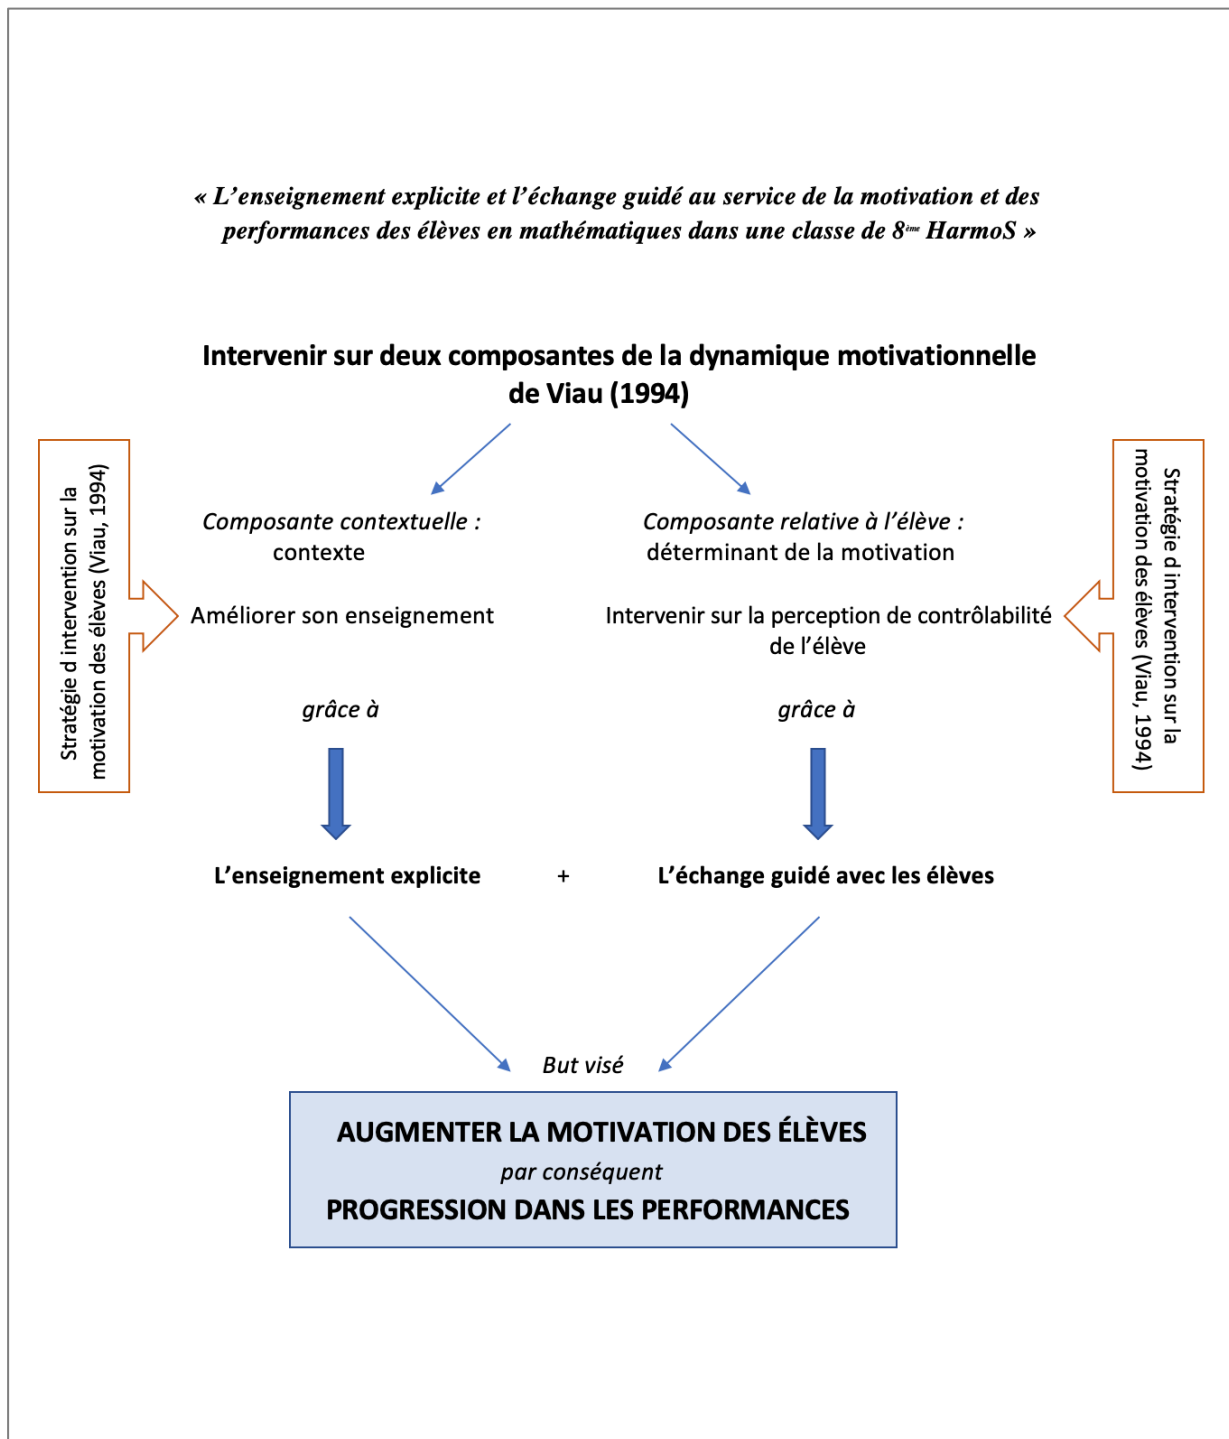 « L’enseignement explicite et l’échange guidé au service de la motivation et des
performances des élèves en mathématiques dans une classe de 8ème HarmoS »
Intervenir sur deux composantes de la dynamique motivationnelle
de Viau (1994)
Stratégie d intervention sur la
motivation des élèves (Viau, 1994)
Composante contextuelle :
contexte
Améliorer son enseignement
grâce à
L’enseignement explicite
+
Composante relative à l’élève :
déterminant de la motivation
Intervenir sur la perception de contrôlabilité
de l’élève
grâce à
L’échange guidé avec les élèves
Stratégie d intervention sur la
motivation des élèves (Viau, 1994)
But visé
AUGMENTER LA MOTIVATION DES ÉLÈVES
par conséquent
PROGRESSION DANS LES PERFORMANCES